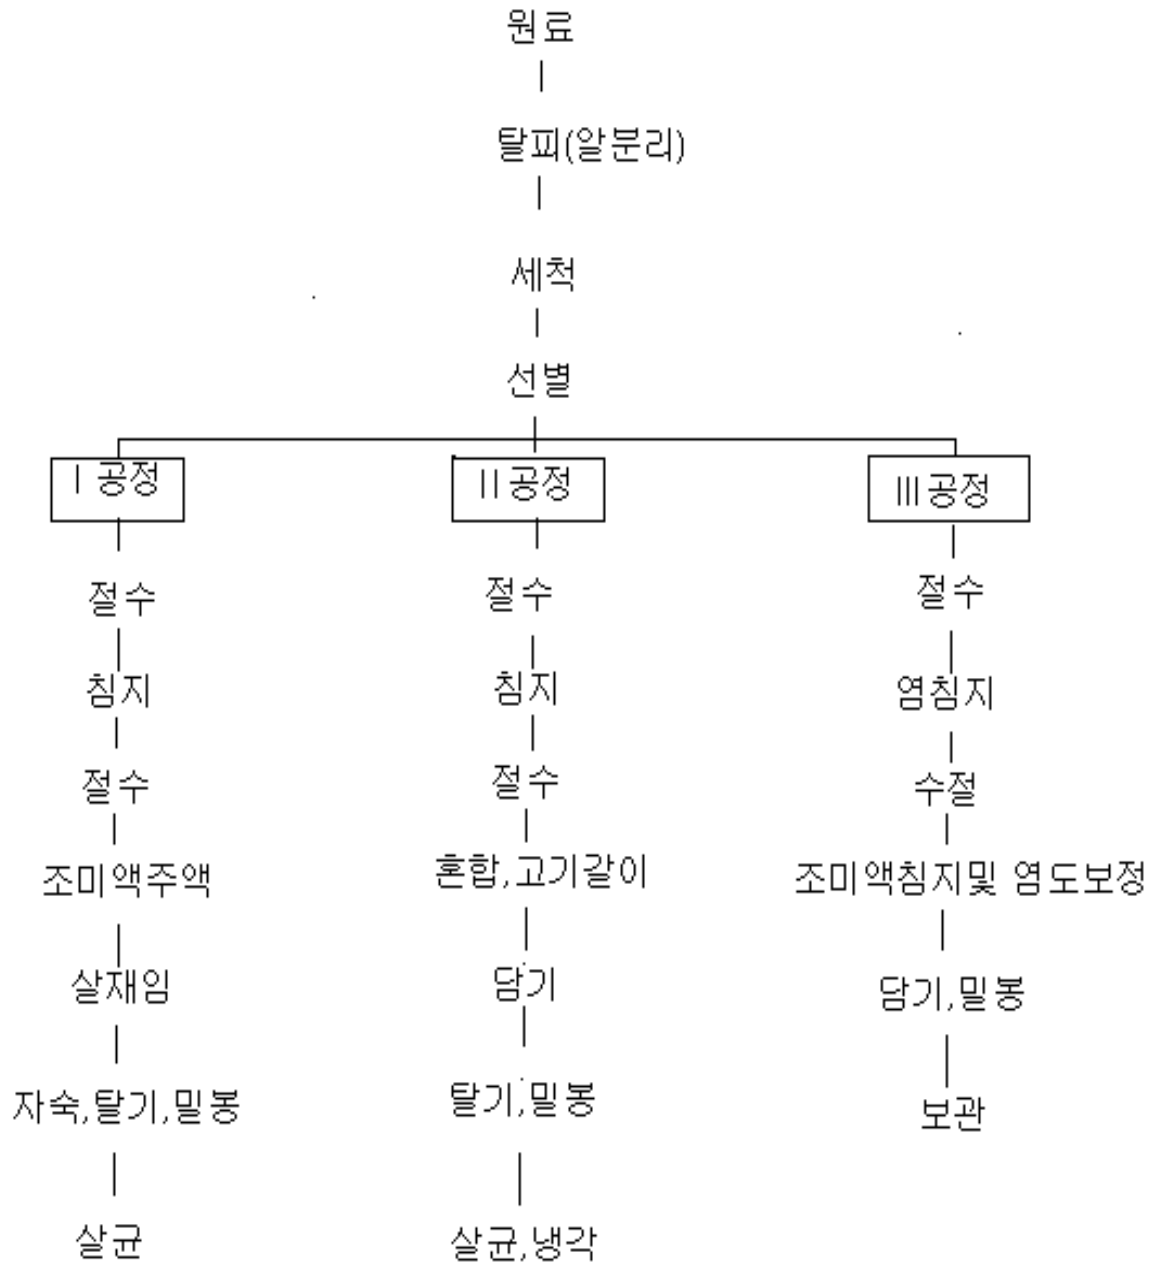 원료
탈피(알분리)
세척
선별
Ⅰ 공정
Ⅱ 공정
Ⅲ 공정
절수
침지
절수
조미액주액
살재임
자숙,탈기,밀봉
살균
절수
침지
절수
혼합,고기갈이
담기
탈기,밀봉
살균,냉각
절수
염침지
수절
조미액침지및 염도보정
담기,밀봉
보관